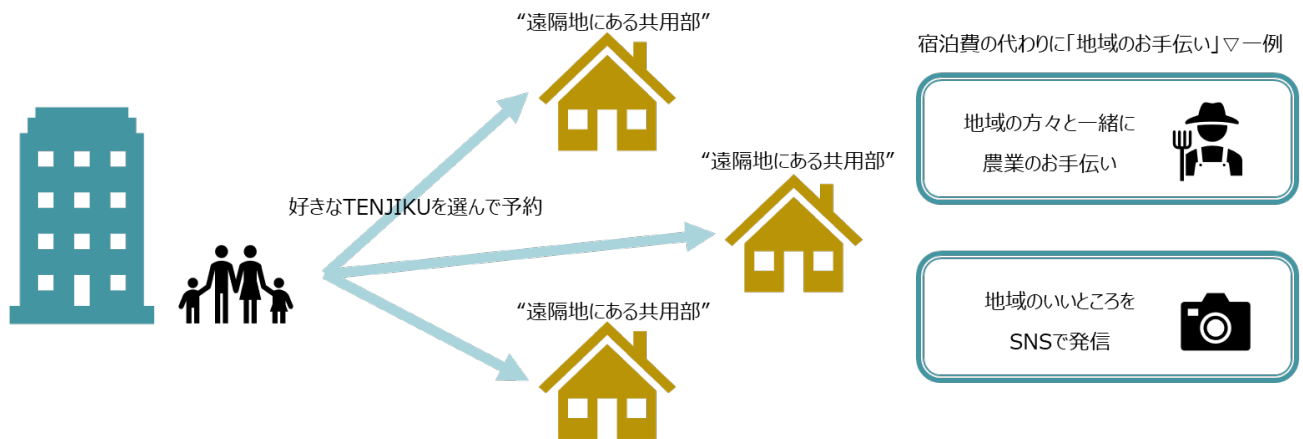 “遠隔地にある共用部”
宿泊費の代わりに「地域のお手伝い」▽一例
地域の方々と一緒に
農業のお手伝い
“遠隔地にある共用部”
好きなTENJIKUを選んで予約
“遠隔地にある共用部”
地域のいいところを
SNSで発信